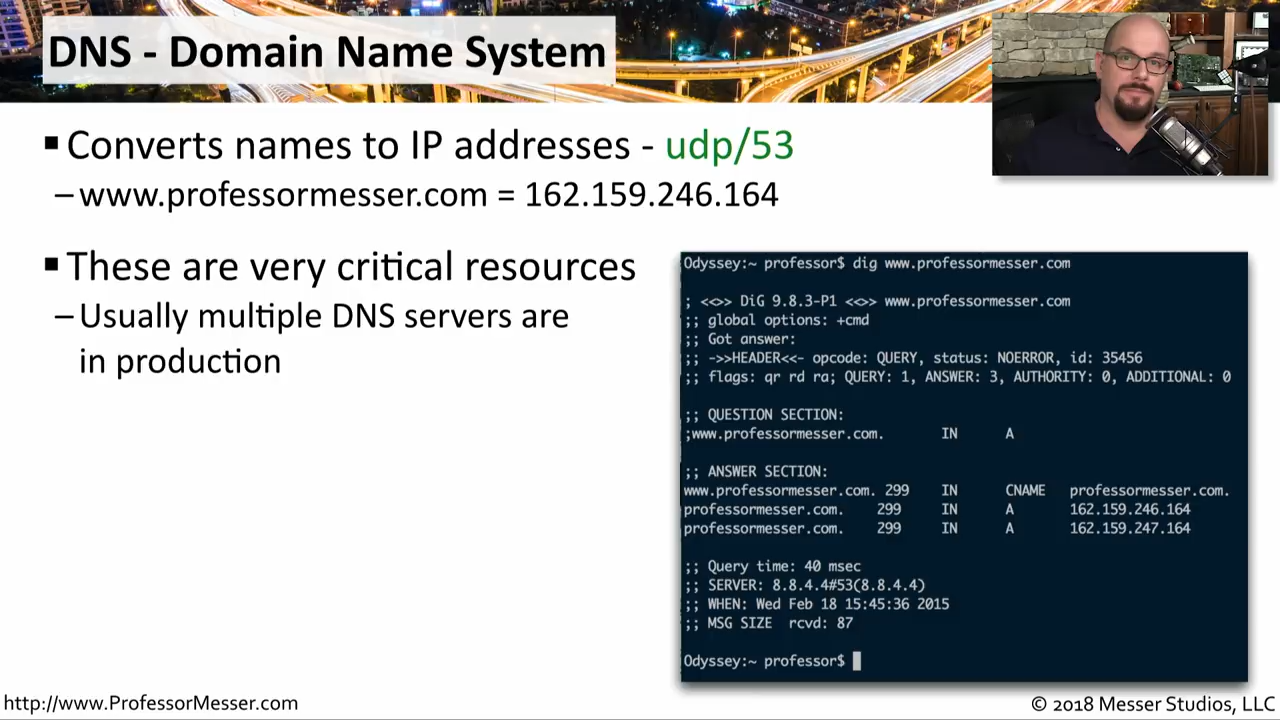 DNS - Domain Name System
▪ Converts names to IP addresses - udp/53
– www.professormesser.com = 162.159.246.164
▪ These are very critical resources
– Usually multiple DNS servers are
in production
Odyssey:~ professor$ dig www.professormesser.com
; <<>> DiG 9.8.3-P1 <<>> www.professormesser.com
;; global options: +cmd
;; Got answer:
;; ->>HEADER<<- opcode: QUERY, status: NOERROR, id: 35456
;; flags: qr rd ra; QUERY: 1, ANSWER: 3, AUTHORITY: 0, ADDITIONAL: 0
;; QUESTION SECTION:
;www.professormesser.com. IN A
;; ANSWER SECTION:
www.professormesser.com. 299 IN CNAME professormesser.com.
professormesser.com. 299 IN A 162.159.246.164
professormesser.com. 299 IN A 162.159.247.164
;; Query time: 40 msec
;; SERVER: 8.8.4.4#53(8.8.4.4)
;; WHEN: Wed Feb 18 15:45:36 2015
;; MSG SIZE rcvd: 87
Odyssey:~ professor$
http://www.ProfessorMesser.com
© 2018 Messer Studios, LLC